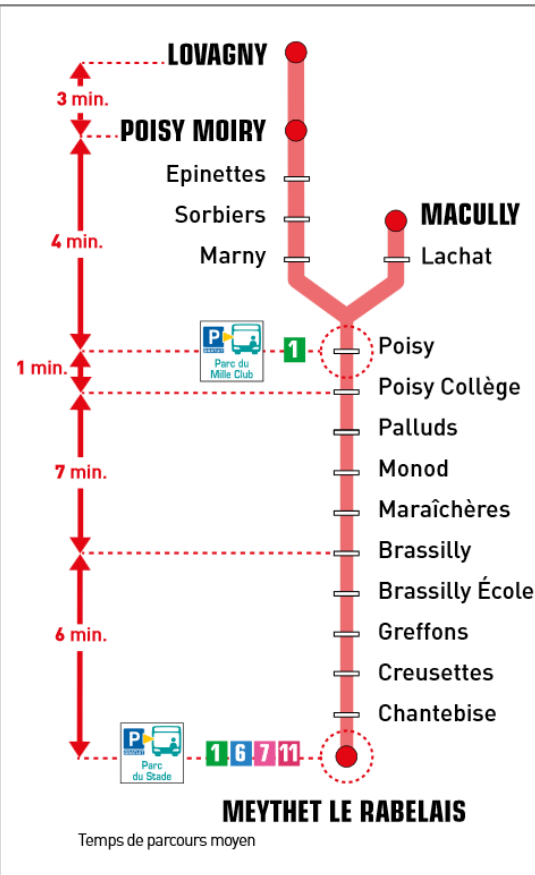 LOVAGNY
3 min.
POISY MOIRY
Epinettes
Sorbiers
MACULLY
4 min.
Marny
Lachat
P
GRATUIT
Parc du
Mille Club
1
Poisy
1 min.
Poisy Collège
Palluds
7 min.
Monod
Maraîchères
Brassilly
Brassilly École
6 min.
Greffons
Creusettes
Chantebise
P
GRATUIT
Parc
du Stade
1 6 7 11
MEYTHET LE RABELAIS
Temps de parcours moyen